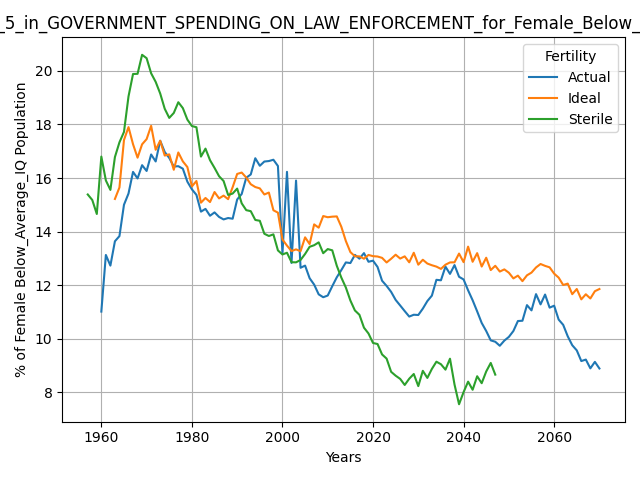 _5_in_GOVERNMENT_SPENDING_ON_LAW_ENFORCEMENT_for_Female_Below_
Fertility
Actual
Ideal
Sterile
% of Female Below_Average_IQ Population
20
18
16
14
12
10
8
1960
1980
2000
2020
2040
2060
Years